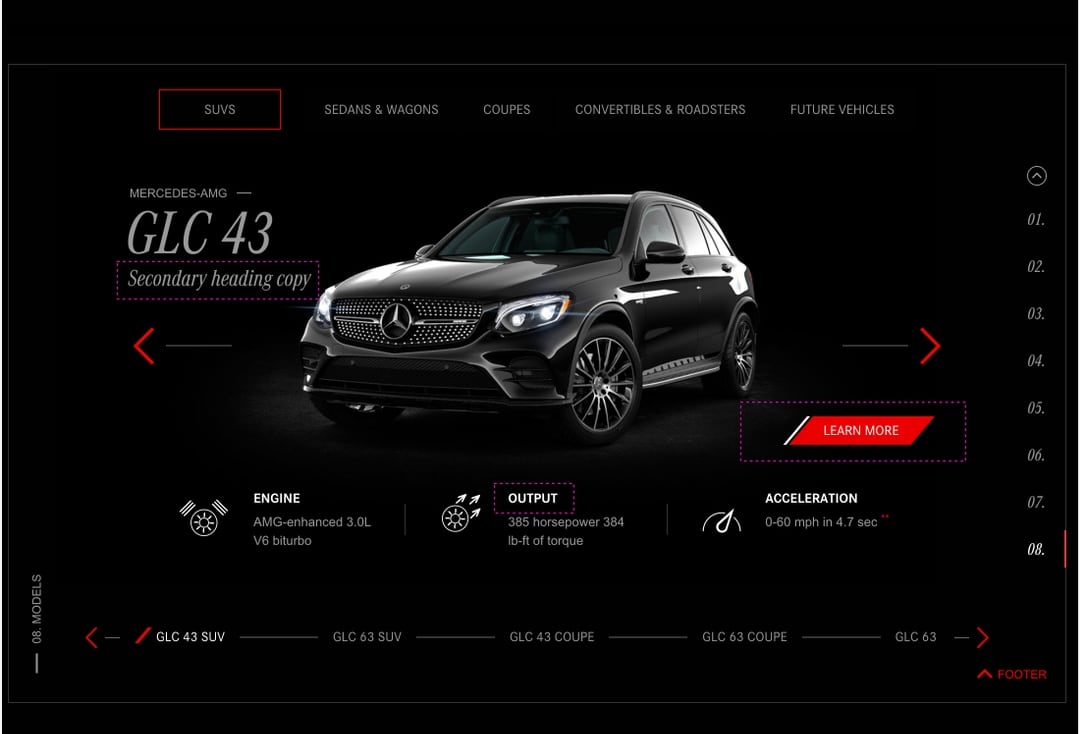 SUVS
SEDANS & WAGONS
COUPES
CONVERTIBLES & ROADSTERS
FUTURE VEHICLES
MERCEDES-AMG
GLC 43
Secondary heading copy
LEARN MORE
ENGINE
AMG-enhanced 3.0L
V6 biturbo
OUTPUT
385 horsepower 384
lb-ft of torque
ACCELERATION
0-60 mph in 4.7 sec **
01.
02.
03.
04.
05.
06.
07.
08.
08. MODELS
GLC 43 SUV
GLC 63 SUV
GLC 43 COUPE
GLC 63 COUPE
GLC 63
FOOTER